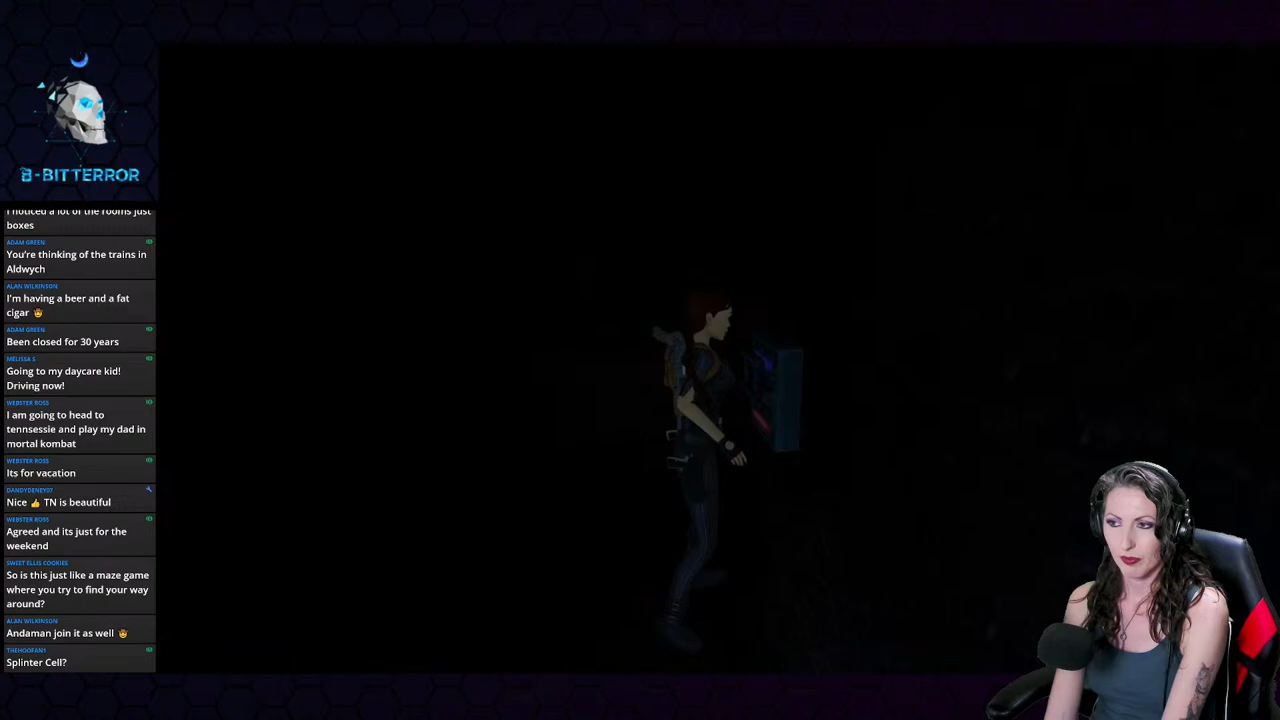 B-BITTERROR
I noticed a lot of the rooms just
boxes
ADAM GREEN
You're thinking of the trains in
Aldwych
ALAN WILKINSON
I'm having a beer and a fat
cigar 🤠
ADAM GREEN
Been closed for 30 years
MELISSA S
Going to my daycare kid!
Driving now!
WEBSTER ROSS
I am going to head to
tennsessie and play my dad in
mortal kombat
WEBSTER ROSS
Its for vacation
DANDYDENEY07
Nice 👍 TN is beautiful
WEBSTER ROSS
Agreed and its just for the
weekend
SWEET ELLIS COOKIES
So is this just like a maze game
where you try to find your way
around?
ALAN WILKINSON
Andaman join it as well 🤠
THEHOOFAN1
Splinter Cell?